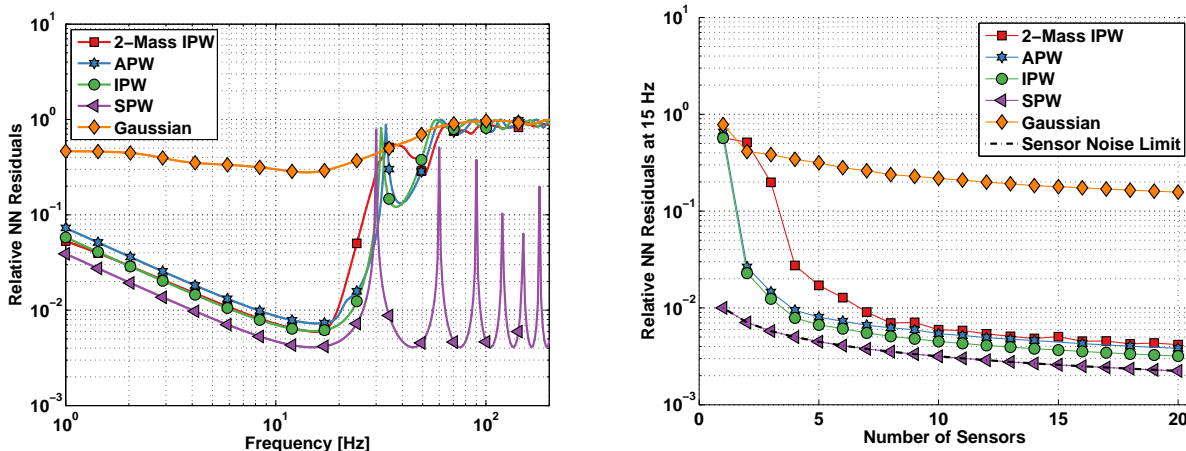 10^1
10^0
10^-1
10^-2
10^-3
Relative NN Residuals
2−Mass IPW
APW
IPW
SPW
Gaussian
10^0
10^1
10^2
Frequency [Hz]
10^1
10^0
10^-1
10^-2
10^-3
Relative NN Residuals at 15 Hz
2−Mass IPW
APW
IPW
SPW
Gaussian
Sensor Noise Limit
0
5
10
15
20
Number of Sensors